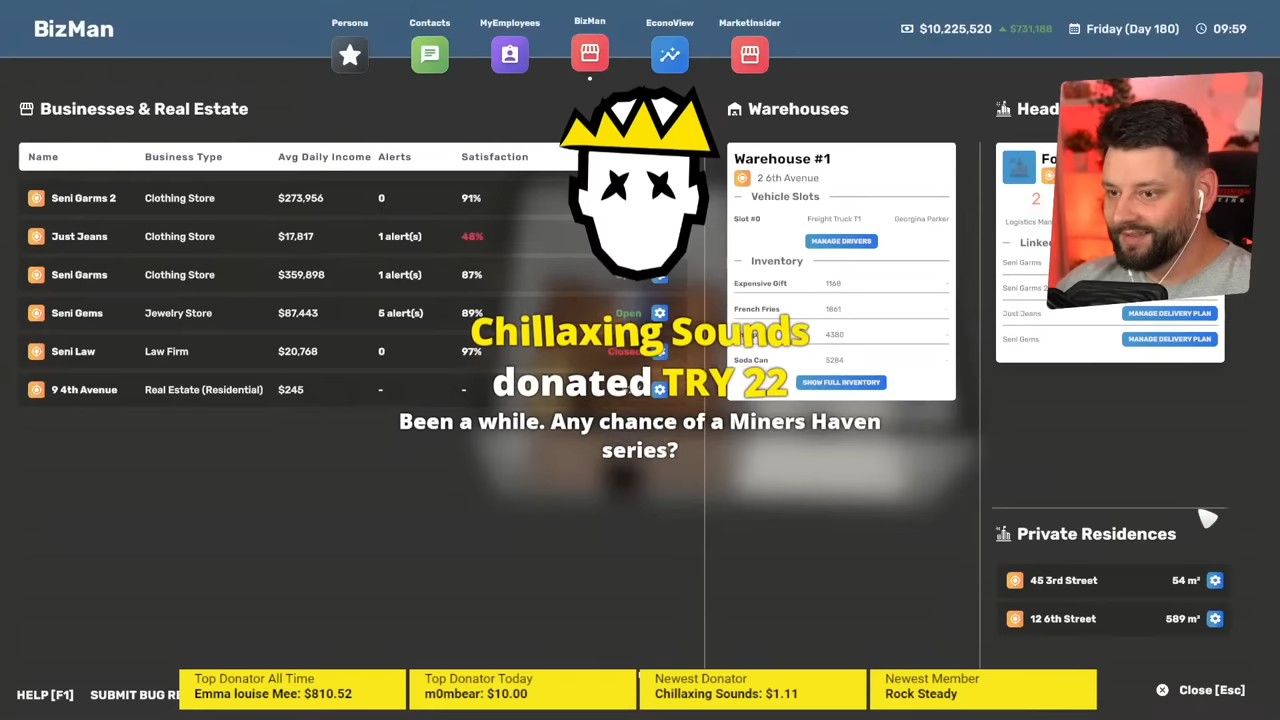 BizMan
Persona
Contacts
MyEmployees
BizMan
EconoView
MarketInsider
$10,225,520
$731,188
Friday (Day 180)
09:59
Businesses & Real Estate
Name Business Type Avg Daily Income Alerts Satisfaction
Seni Garms 2 Clothing Store $273,956 0 91%
Just Jeans Clothing Store $17,817 1 alert(s) 48%
Seni Garms Clothing Store $359,898 1 alert(s) 87%
Seni Gems Jewelry Store $87,443 5 alert(s) 89% Open
Seni Law Law Firm $20,768 0 97% Closed
9 4th Avenue Real Estate (Residential) $245 - - -
Chillaxing Sounds
donated TRY 22
Been a while. Any chance of a Miners Haven
series?
Warehouses
Warehouse #1
2 6th Avenue
Vehicle Slots
Slot #0 Freight Truck T1 Georgina Parker
MANAGE DRIVERS
Inventory
Expensive Gift 1168 -
French Fries 1861 -
4380 -
Soda Can 5284 -
SHOW FULL INVENTORY
2
Seni Garms
Seni Garms 2
Just Jeans MANAGE DELIVERY PLAN
Seni Gems MANAGE DELIVERY PLAN
Private Residences
45 3rd Street 54 m²
12 6th Street 589 m²
HELP [F1]
SUBMIT BUG RE
Top Donator All Time
Emma louise Mee: $810.52
Top Donator Today
m0mbear: $10.00
Newest Donator
Chillaxing Sounds: $1.11
Newest Member
Rock Steady
Close [Esc]